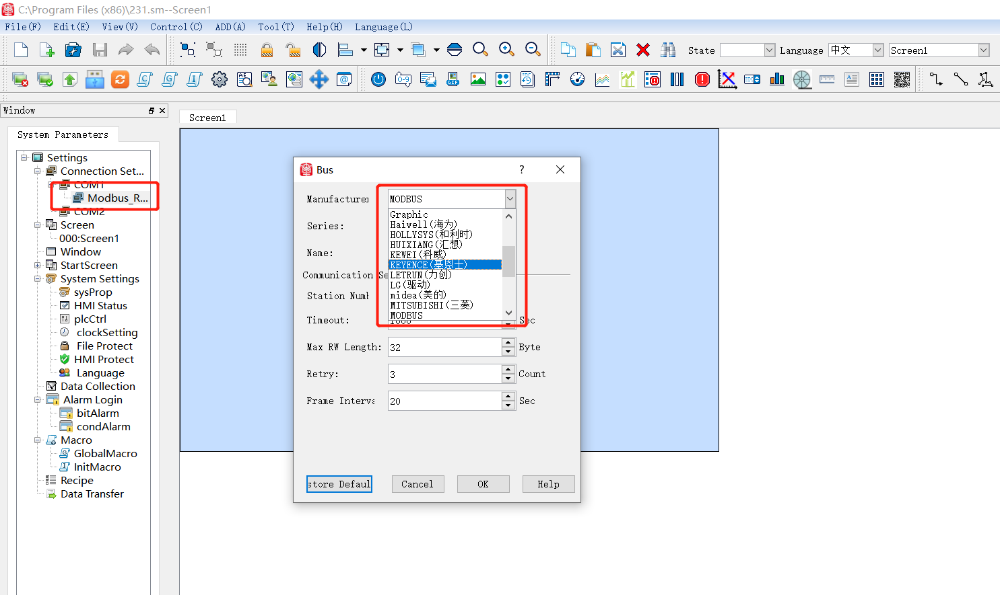 C:\Program Files (x86)\231.sm--Screen1
File(F) Edit(E) View(V) Control(C) ADD(A) Tool(T) Help(H) Language(L)
State Language 中文 Screen1
Window
Screen1
System Parameters
Settings
Connection Set...
COM1
Modbus_R...
COM2
Screen
000:Screen1
Window
StartScreen
System Settings
sysProp
HMI Status
plcCtrl
clockSetting
File Protect
HMI Protect
Language
Data Collection
Alarm Login
bitAlarm
condAlarm
Macro
GlobalMacro
InitMacro
Recipe
Data Transfer
Bus
?
Manufacturer MODBUS
Graphic
Haiwell(海为)
HOLLYSYS(和利时)
HUIXIANG(汇想)
KEWEI(科威)
KEYENCE(基恩士)
LETRUN(力创)
LG(驱动)
midea(美的)
MITSUBISHI(三菱)
MODBUS
Series:
Name:
Communication Se
Station Numb
Timeout: 1000 Sec
Max RW Length: 32 Byte
Retry: 3 Count
Frame Interva 20 Sec
store Defaul Cancel OK Help